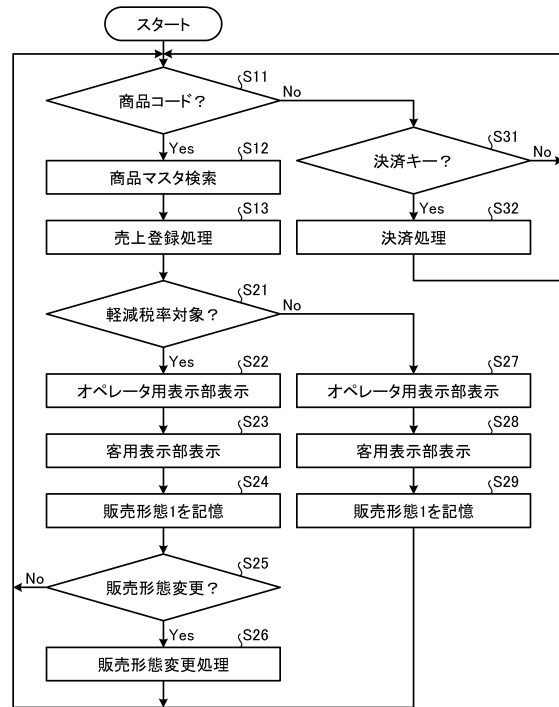 スタート
S11
商品コード？
No
Yes
S12
商品マスタ検索
S31
決済キー？
No
Yes
S13
売上登録処理
S32
決済処理
S21
軽減税率対象？
No
Yes
S22
オペレータ用表示部表示
S27
オペレータ用表示部表示
S23
客用表示部表示
S28
客用表示部表示
S24
販売形態1を記憶
S29
販売形態1を記憶
S25
販売形態変更？
No
Yes
S26
販売形態変更処理